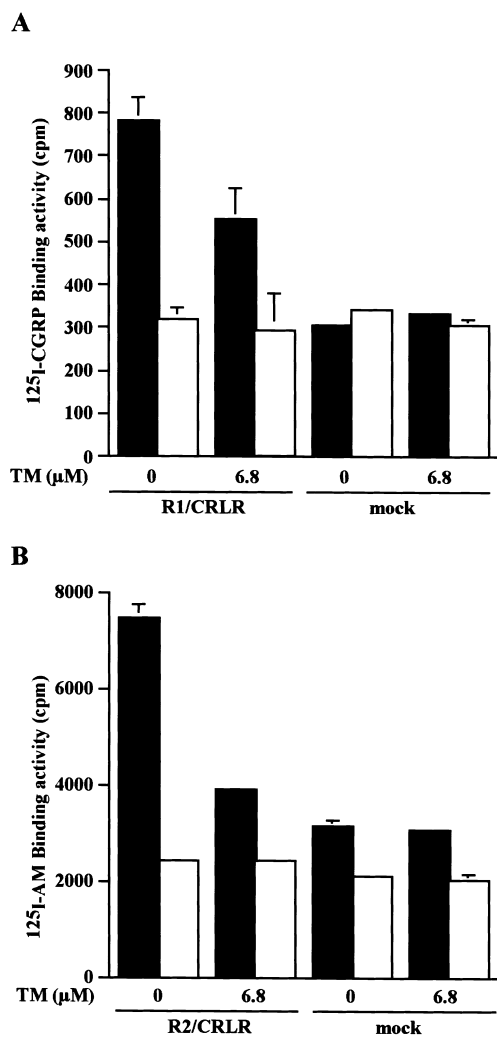 A
¹²⁵I-CGRP Binding activity (cpm)
900
800
700
600
500
400
300
200
100
0
TM (μM) 0 6.8 0 6.8
R1/CRLR mock
B
¹²⁵I-AM Binding activity (cpm)
8000
6000
4000
2000
0
TM (μM) 0 6.8 0 6.8
R2/CRLR mock